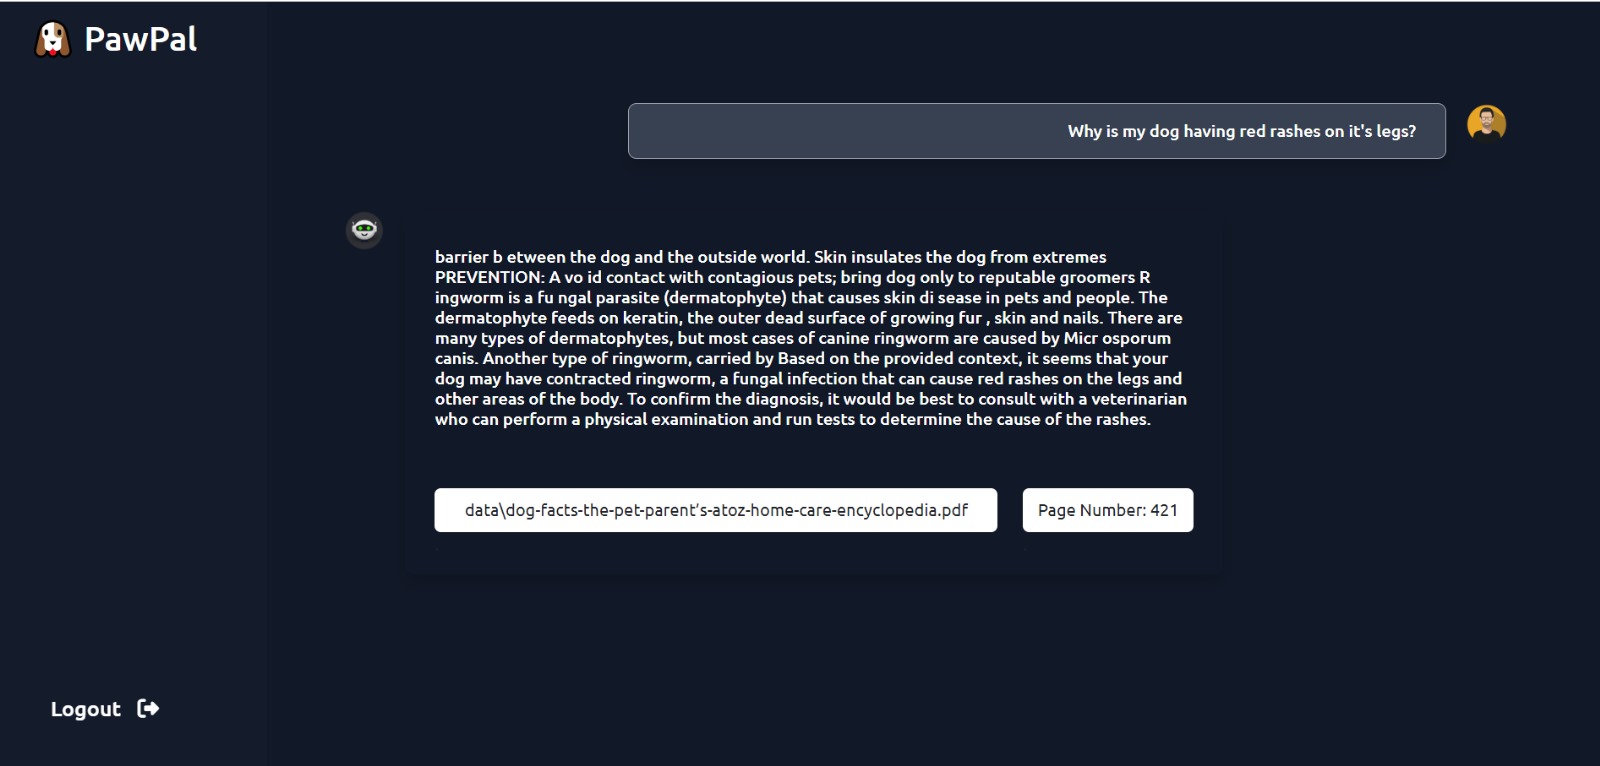 PawPal
Why is my dog having red rashes on it's legs?
barrier b etween the dog and the outside world. Skin insulates the dog from extremes
PREVENTION: A vo id contact with contagious pets; bring dog only to reputable groomers R
ingworm is a fu ngal parasite (dermatophyte) that causes skin di sease in pets and people. The
dermatophyte feeds on keratin, the outer dead surface of growing fur , skin and nails. There are
many types of dermatophytes, but most cases of canine ringworm are caused by Micr osporum
canis. Another type of ringworm, carried by Based on the provided context, it seems that your
dog may have contracted ringworm, a fungal infection that can cause red rashes on the legs and
other areas of the body. To confirm the diagnosis, it would be best to consult with a veterinarian
who can perform a physical examination and run tests to determine the cause of the rashes.
data\dog-facts-the-pet-parent’s-atoz-home-care-encyclopedia.pdf
Page Number: 421
Logout